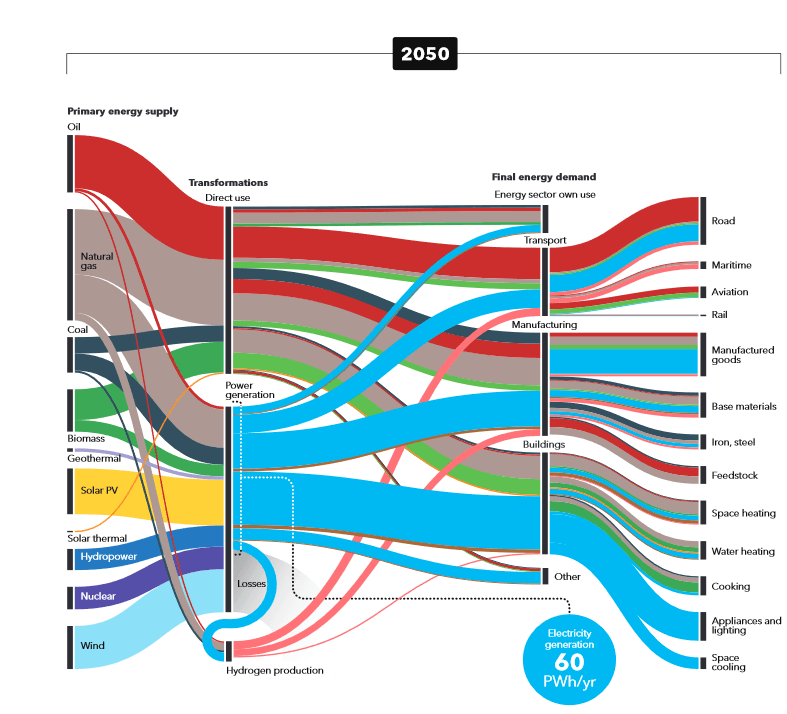 2050
Primary energy supply
Oil
Natural
gas
Coal
Biomass
Geothermal
Solar PV
Solar thermal
Hydropower
Nuclear
Wind
Transformations
Direct use
Power
generation
Losses
Hydrogen production
Final energy demand
Energy sector own use
Transport
Manufacturing
Buildings
Other
Road
Maritime
Aviation
Rail
Manufactured
goods
Base materials
Iron, steel
Feedstock
Space heating
Water heating
Cooking
Appliances and
lighting
Space
cooling
Electricity
generation
60
PWh/yr